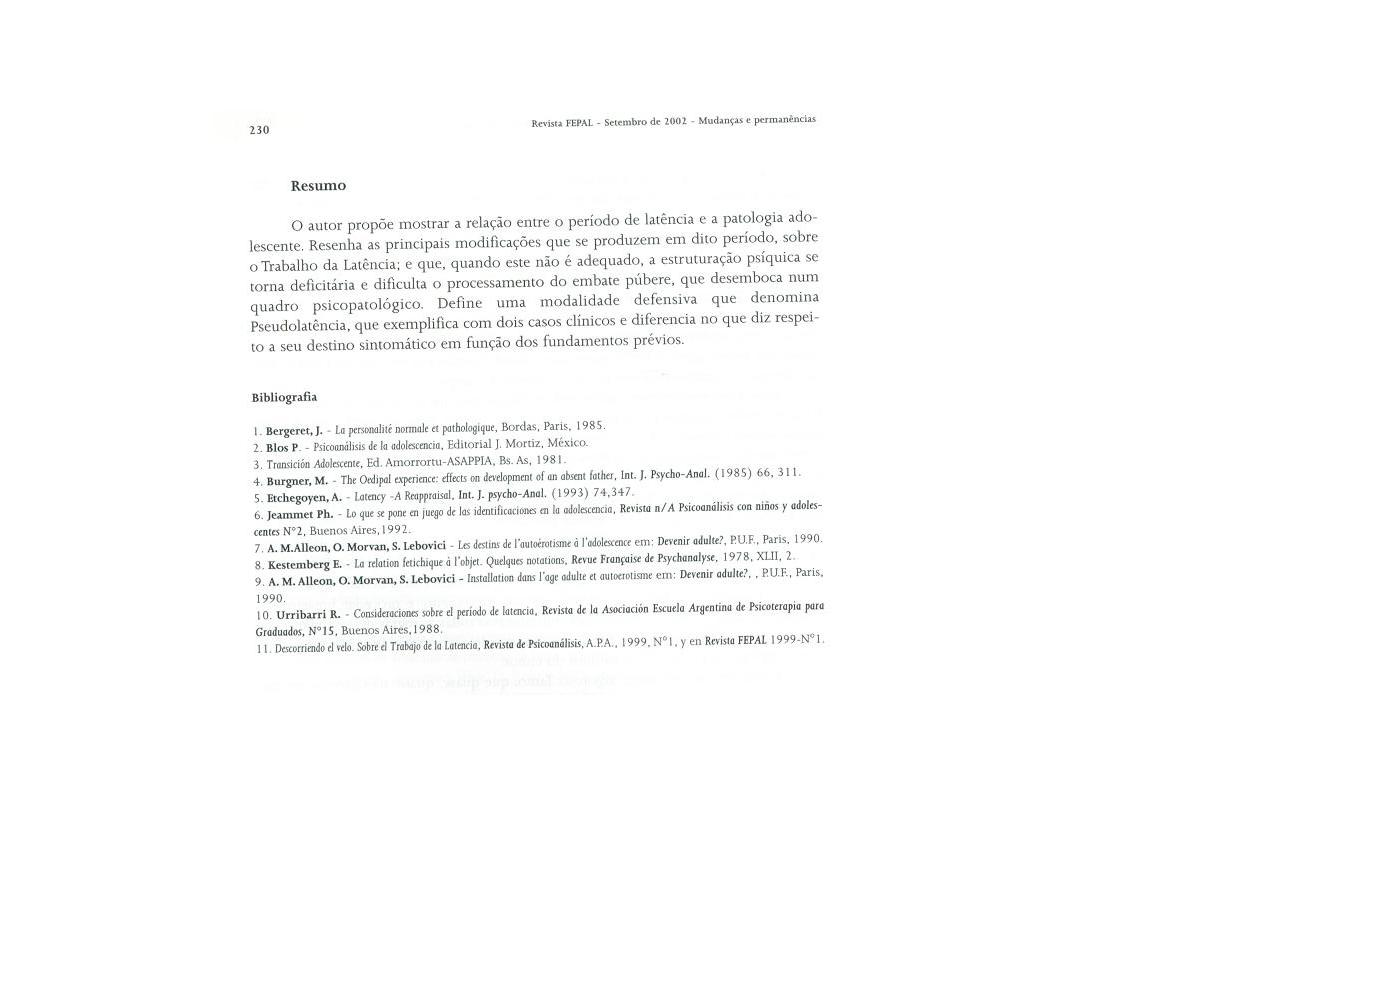 230
Revista FEPAL - Setembro de 2002 - Mudanças e permanências
Resumo
O autor propõe mostrar a relação entre o período de latência e a patologia ado-
lescente. Resenha as principais modificações que se produzem em dito período, sobre
o Trabalho da Latência; e que, quando este não é adequado, a estruturação psíquica se
torna deficitária e dificulta o processamento do embate púbere, que desemboca num
quadro psicopatológico. Define uma modalidade defensiva que denomina
Pseudolatência, que exemplifica com dois casos clínicos e diferencia no que diz respei-
to a seu destino sintomático em função dos fundamentos prévios.
Bibliografia
1. Bergeret, J. - La personalité normale et pathologique, Bordas, Paris, 1985.
2. Blos P. - Psicoanálisis de la adolescencia, Editorial J. Mortiz, México.
3. Transición Adolescente, Ed. Amorrortu-ASAPPIA, Bs. As, 1981.
4. Burgner, M. - The Oedipal experience: effects on development of an absent father, Int. J. Psycho-Anal. (1985) 66, 311.
5. Etchegoyen, A. - Latency -A Reappraisal, Int. J. psycho-Anal. (1993) 74,347.
6. Jeammet Ph. - Lo que se pone en juego de las identificaciones en la adolescencia, Revista n/A Psicoanálisis con niños y adoles-
centes N°2, Buenos Aires,1992.
7. A. M.Alleon, O. Morvan, S. Lebovici - Les destins de l'autoérotisme à l'adolescence em: Devenir adulte?, P.U.F., Paris, 1990.
8. Kestemberg E. - La relation fetichique à l'objet. Quelques notations, Revue Française de Psychanalyse, 1978, XLII, 2.
9. A. M. Alleon, O. Morvan, S. Lebovici - Installation dans l'age adulte et autoerotisme em: Devenir adulte?, , P.U.F., Paris,
1990.
10. Urribarri R. - Consideraciones sobre el período de latencia, Revista de la Asociación Escuela Argentina de Psicoterapia para
Graduados, N°15, Buenos Aires,1988.
11. Descorriendo el velo. Sobre el Trabajo de la Latencia, Revista de Psicoanálisis, A.P.A., 1999, N°1, y en Revista FEPAL 1999-N°1.